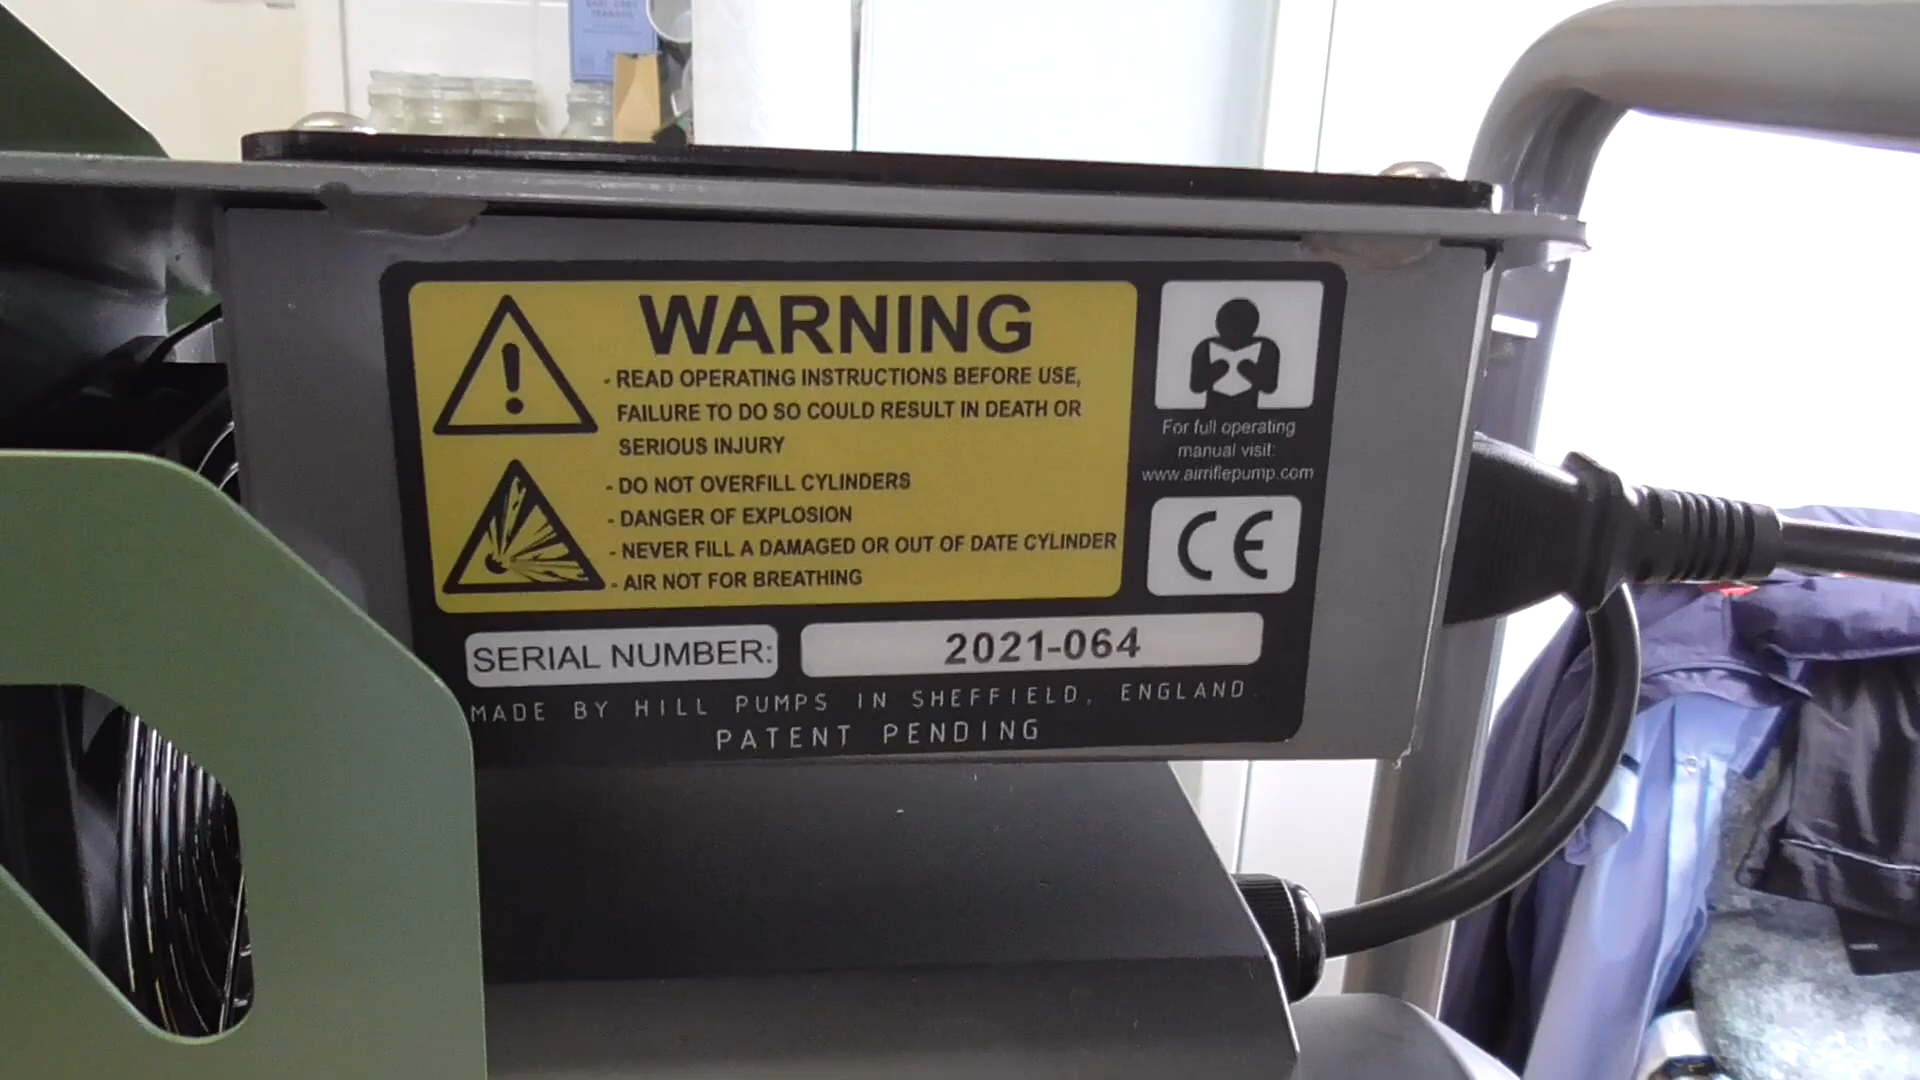 WARNING
- READ OPERATING INSTRUCTIONS BEFORE USE,
FAILURE TO DO SO COULD RESULT IN DEATH OR
SERIOUS INJURY
- DO NOT OVERFILL CYLINDERS
- DANGER OF EXPLOSION
- NEVER FILL A DAMAGED OR OUT OF DATE CYLINDER
- AIR NOT FOR BREATHING
For full operating
manual visit:
www.airriflepump.com
CE
SERIAL NUMBER: 2021-064
MADE BY HILL PUMPS IN SHEFFIELD, ENGLAND.
PATENT PENDING